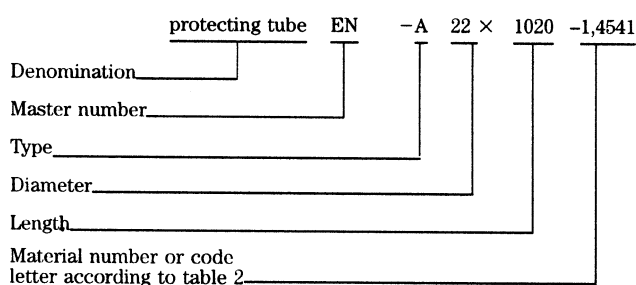 protecting tube EN -A 22 × 1020 -1,4541
Denomination
Master number
Type
Diameter
Length
Material number or code
letter according to table 2